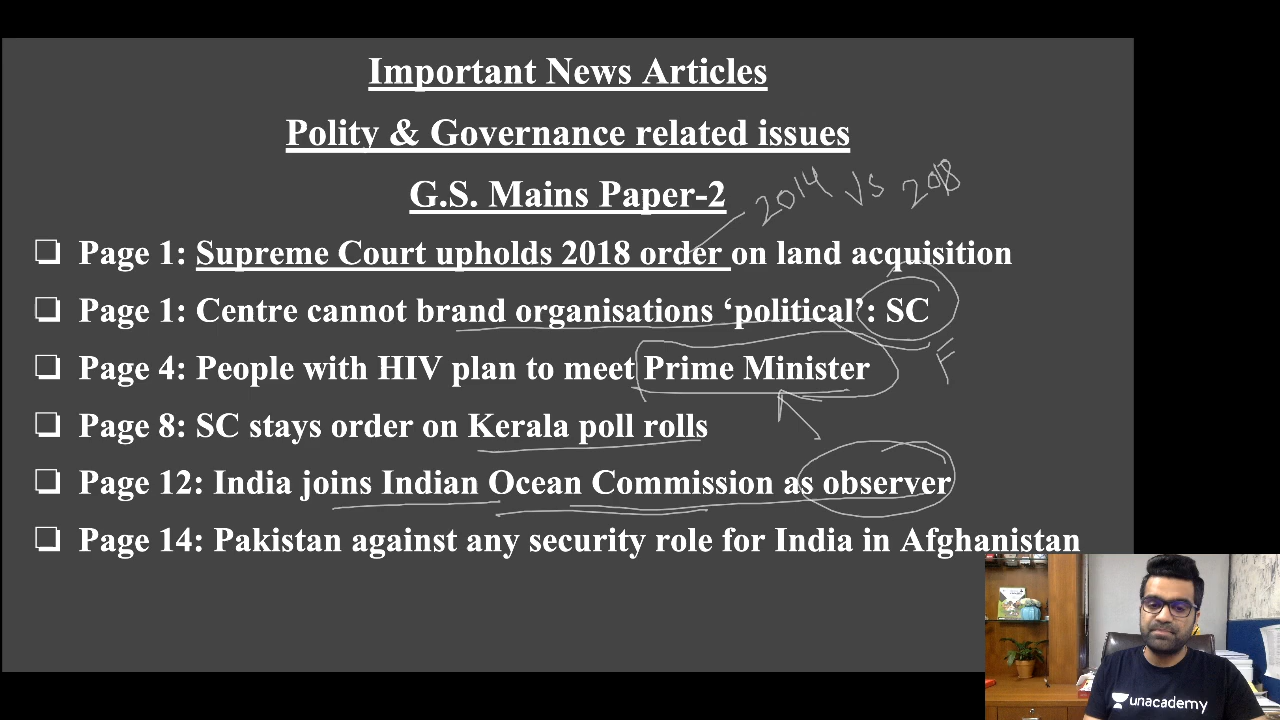 Important News Articles
Polity & Governance related issues
G.S. Mains Paper-2
2014 vs 2018
❑ Page 1: Supreme Court upholds 2018 order on land acquisition
❑ Page 1: Centre cannot brand organisations ‘political’: SC
F
❑ Page 4: People with HIV plan to meet Prime Minister
❑ Page 8: SC stays order on Kerala poll rolls
❑ Page 12: India joins Indian Ocean Commission as observer
❑ Page 14: Pakistan against any security role for India in Afghanistan
unacademy